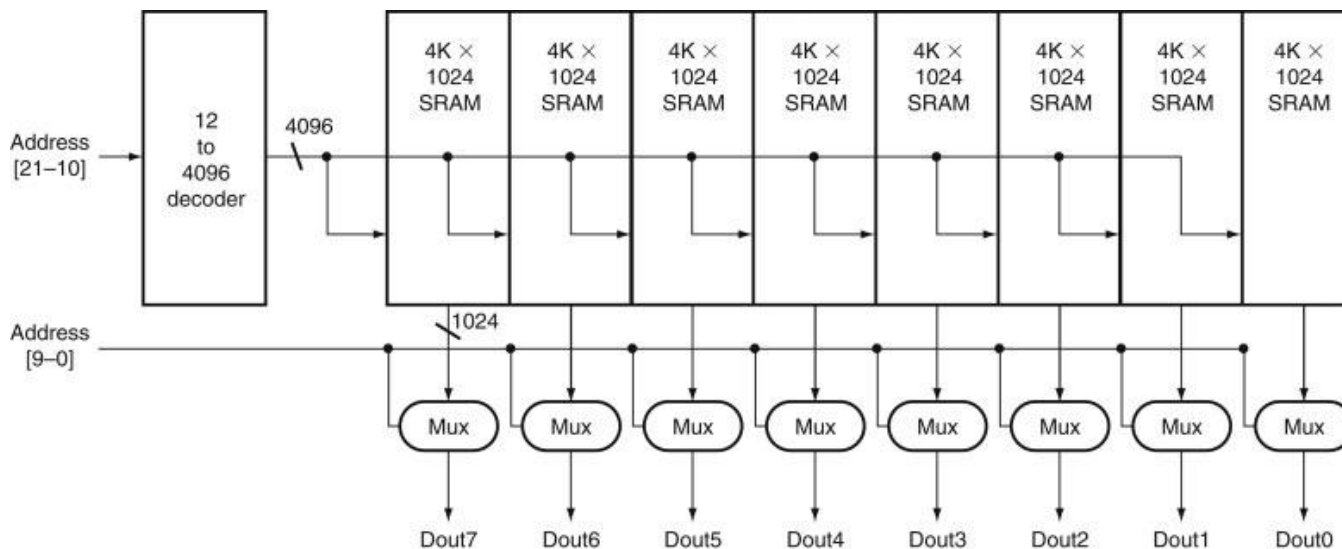 4K ×
1024
SRAM
4K ×
1024
SRAM
4K ×
1024
SRAM
4K ×
1024
SRAM
4K ×
1024
SRAM
4K ×
1024
SRAM
4K ×
1024
SRAM
4K ×
1024
SRAM
Address
[21–10]
12
to
4096
decoder
4096
1024
Address
[9–0]
Mux
Mux
Mux
Mux
Mux
Mux
Mux
Mux
Dout7
Dout6
Dout5
Dout4
Dout3
Dout2
Dout1
Dout0